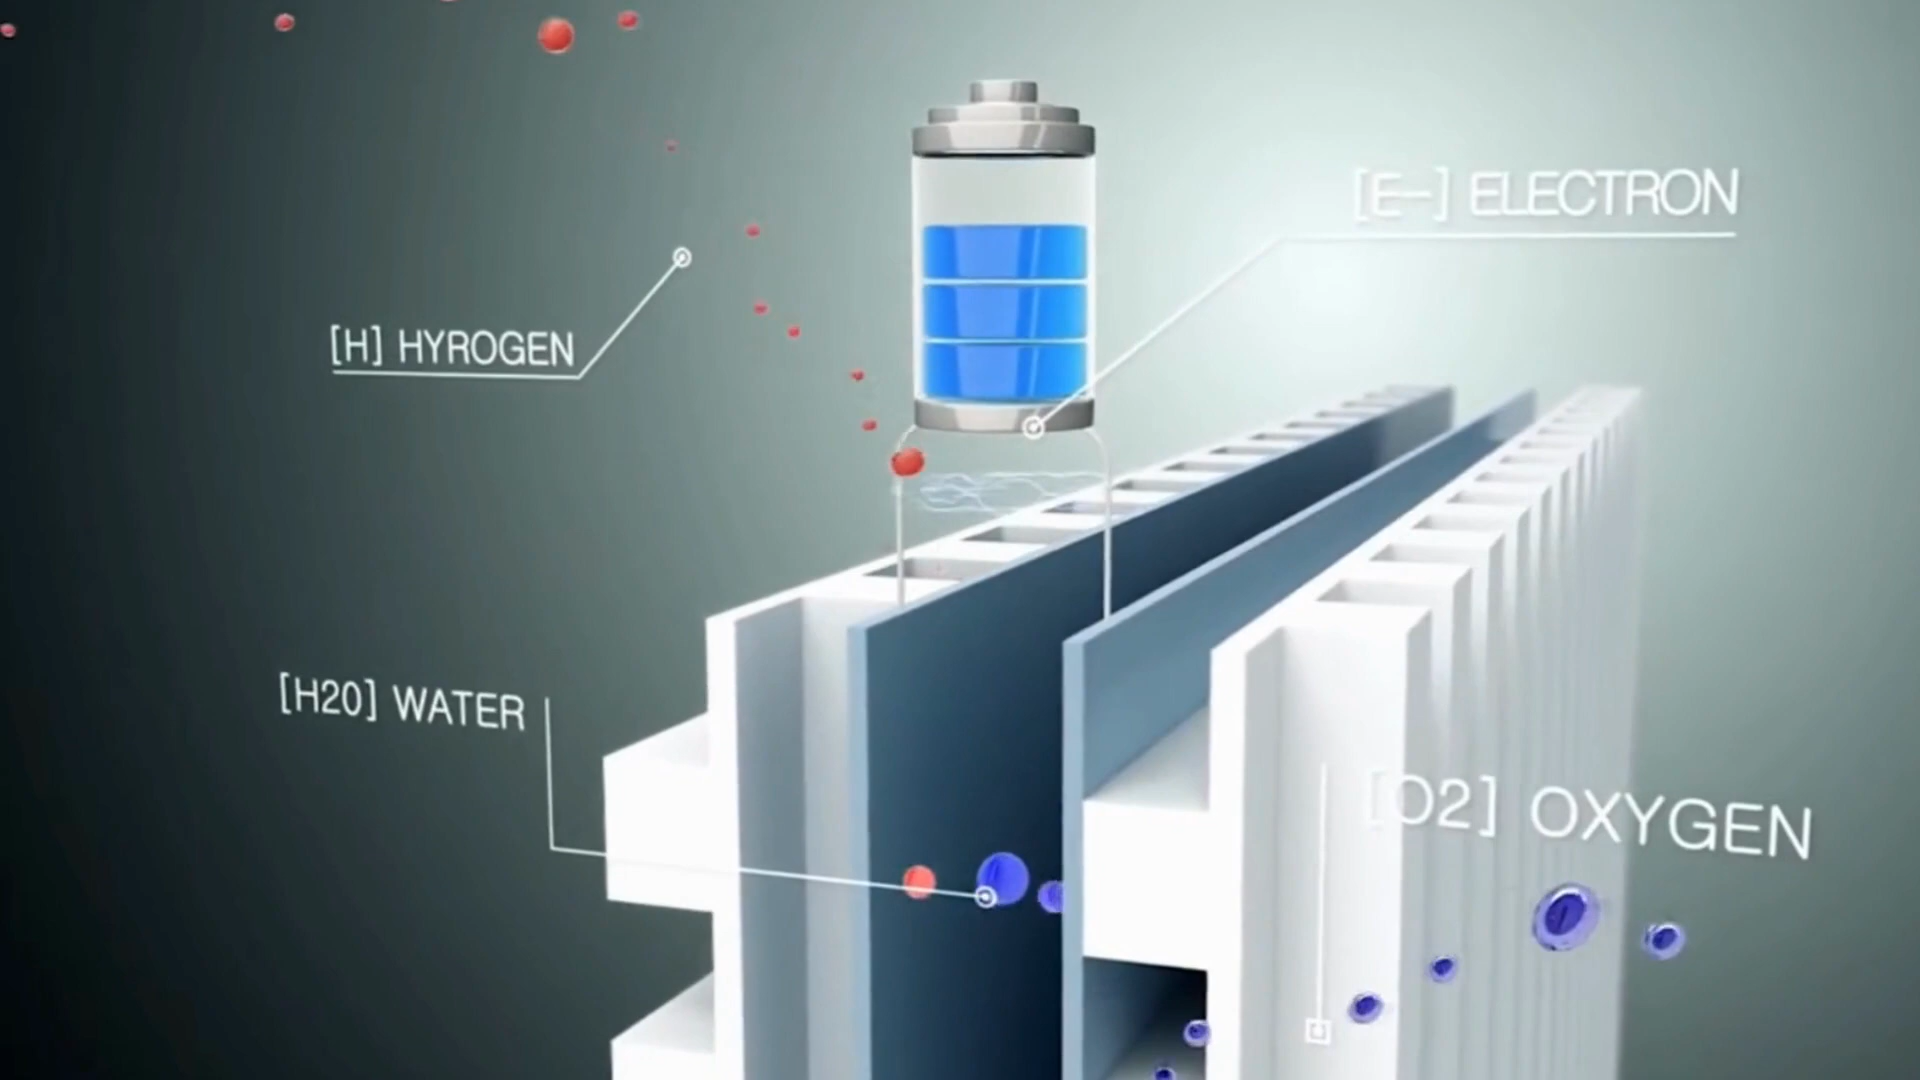 [E-] ELECTRON
[H] HYROGEN
[H20] WATER
[O2] OXYGEN